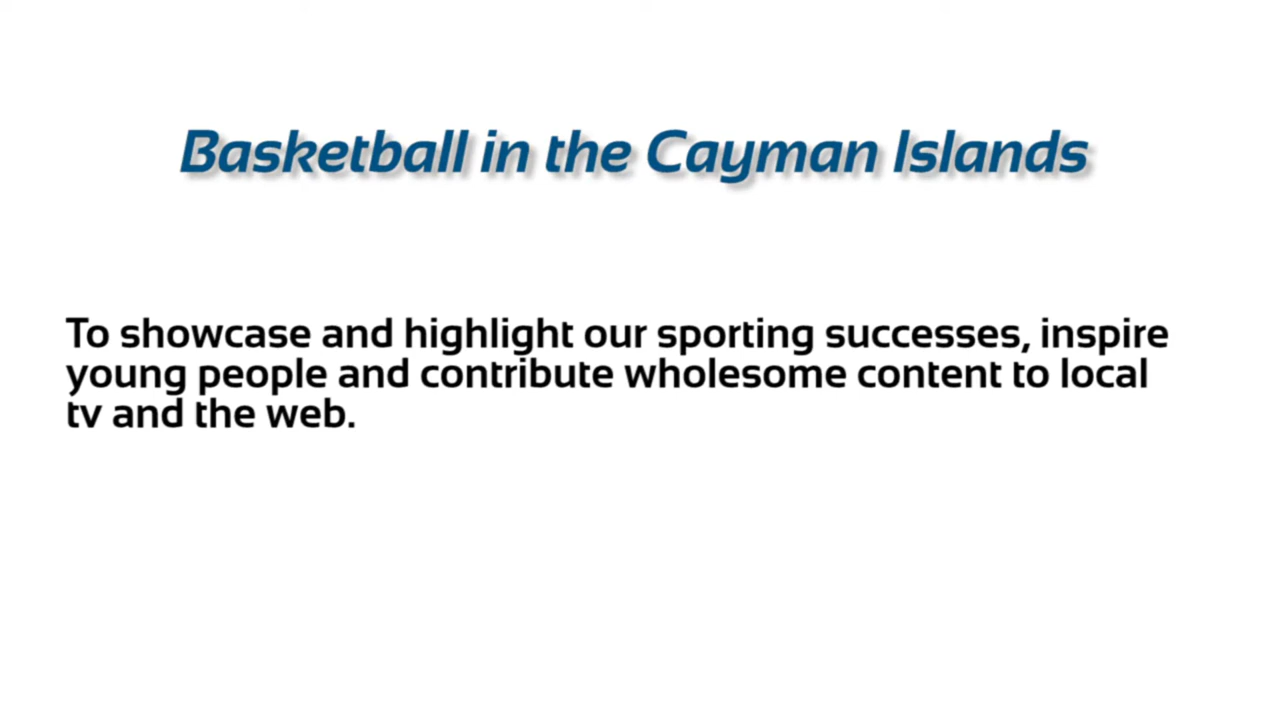 Basketball in the Cayman Islands
To showcase and highlight our sporting successes, inspire
young people and contribute wholesome content to local
tv and the web.